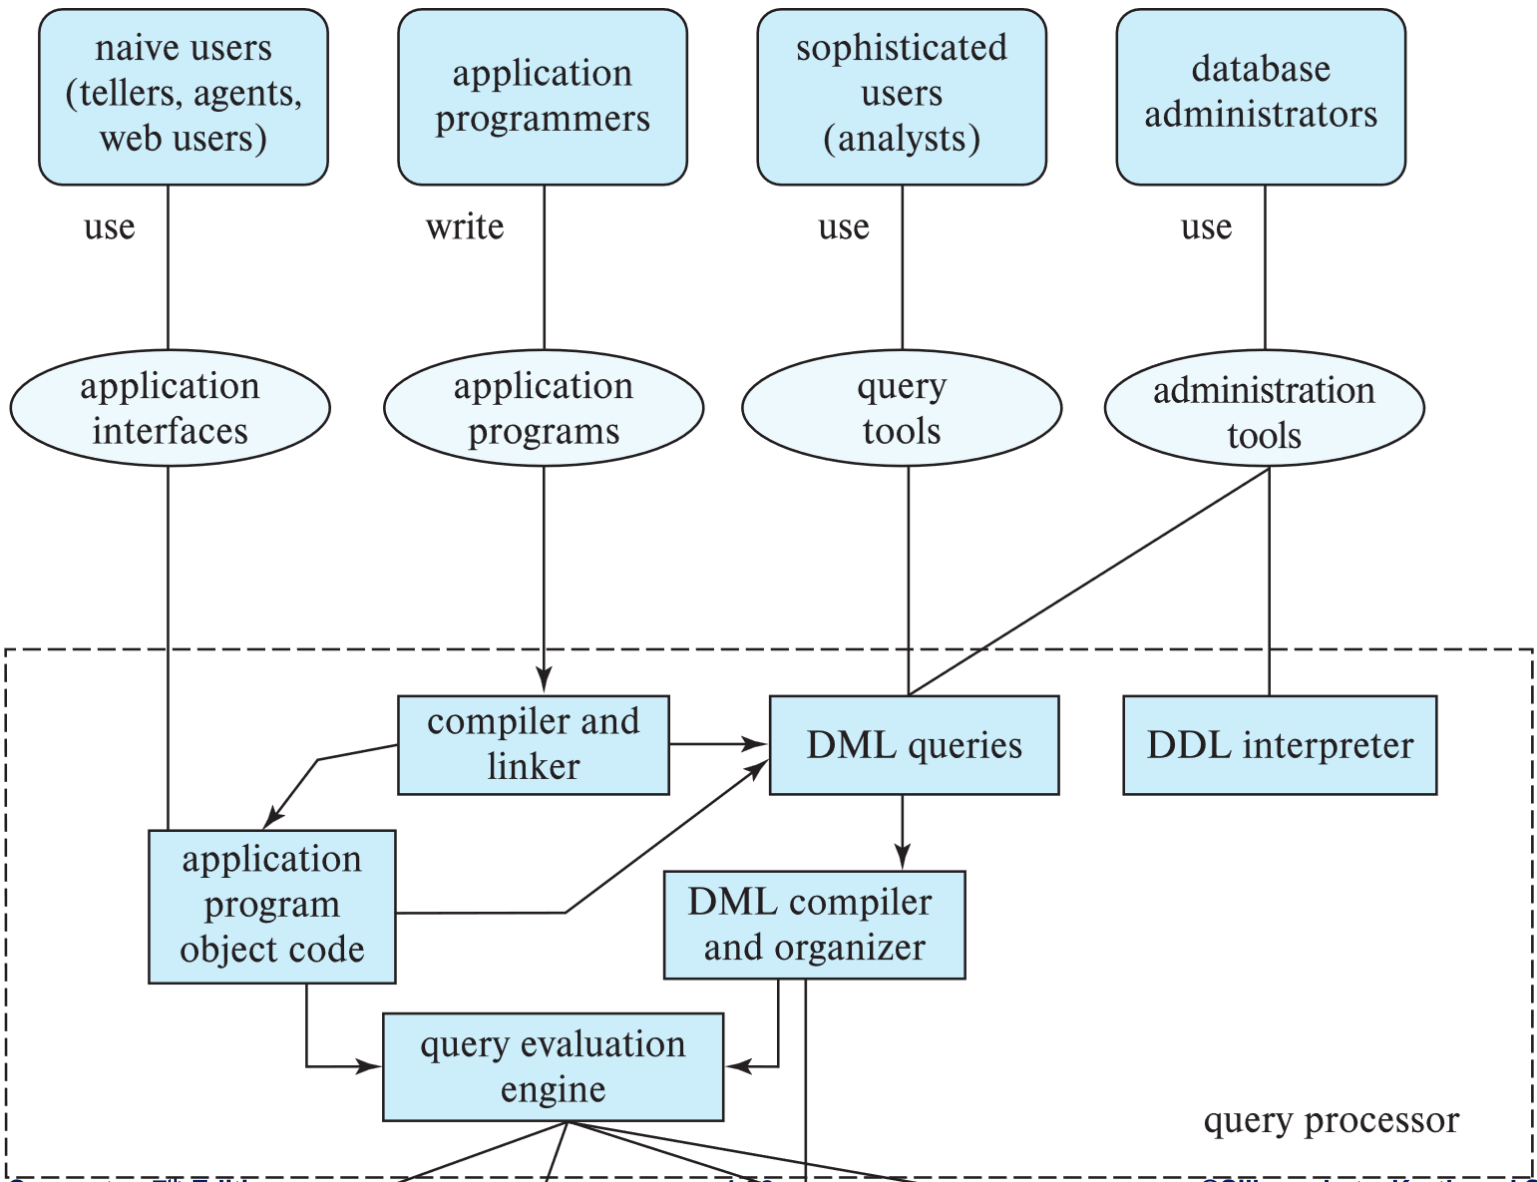 naive users
(tellers, agents,
web users)
application
programmers
sophisticated
users
(analysts)
database
administrators
use
write
use
use
application
interfaces
application
programs
query
tools
administration
tools
compiler and
linker
DML queries
DDL interpreter
application
program
object code
DML compiler
and organizer
query evaluation
engine
query processor